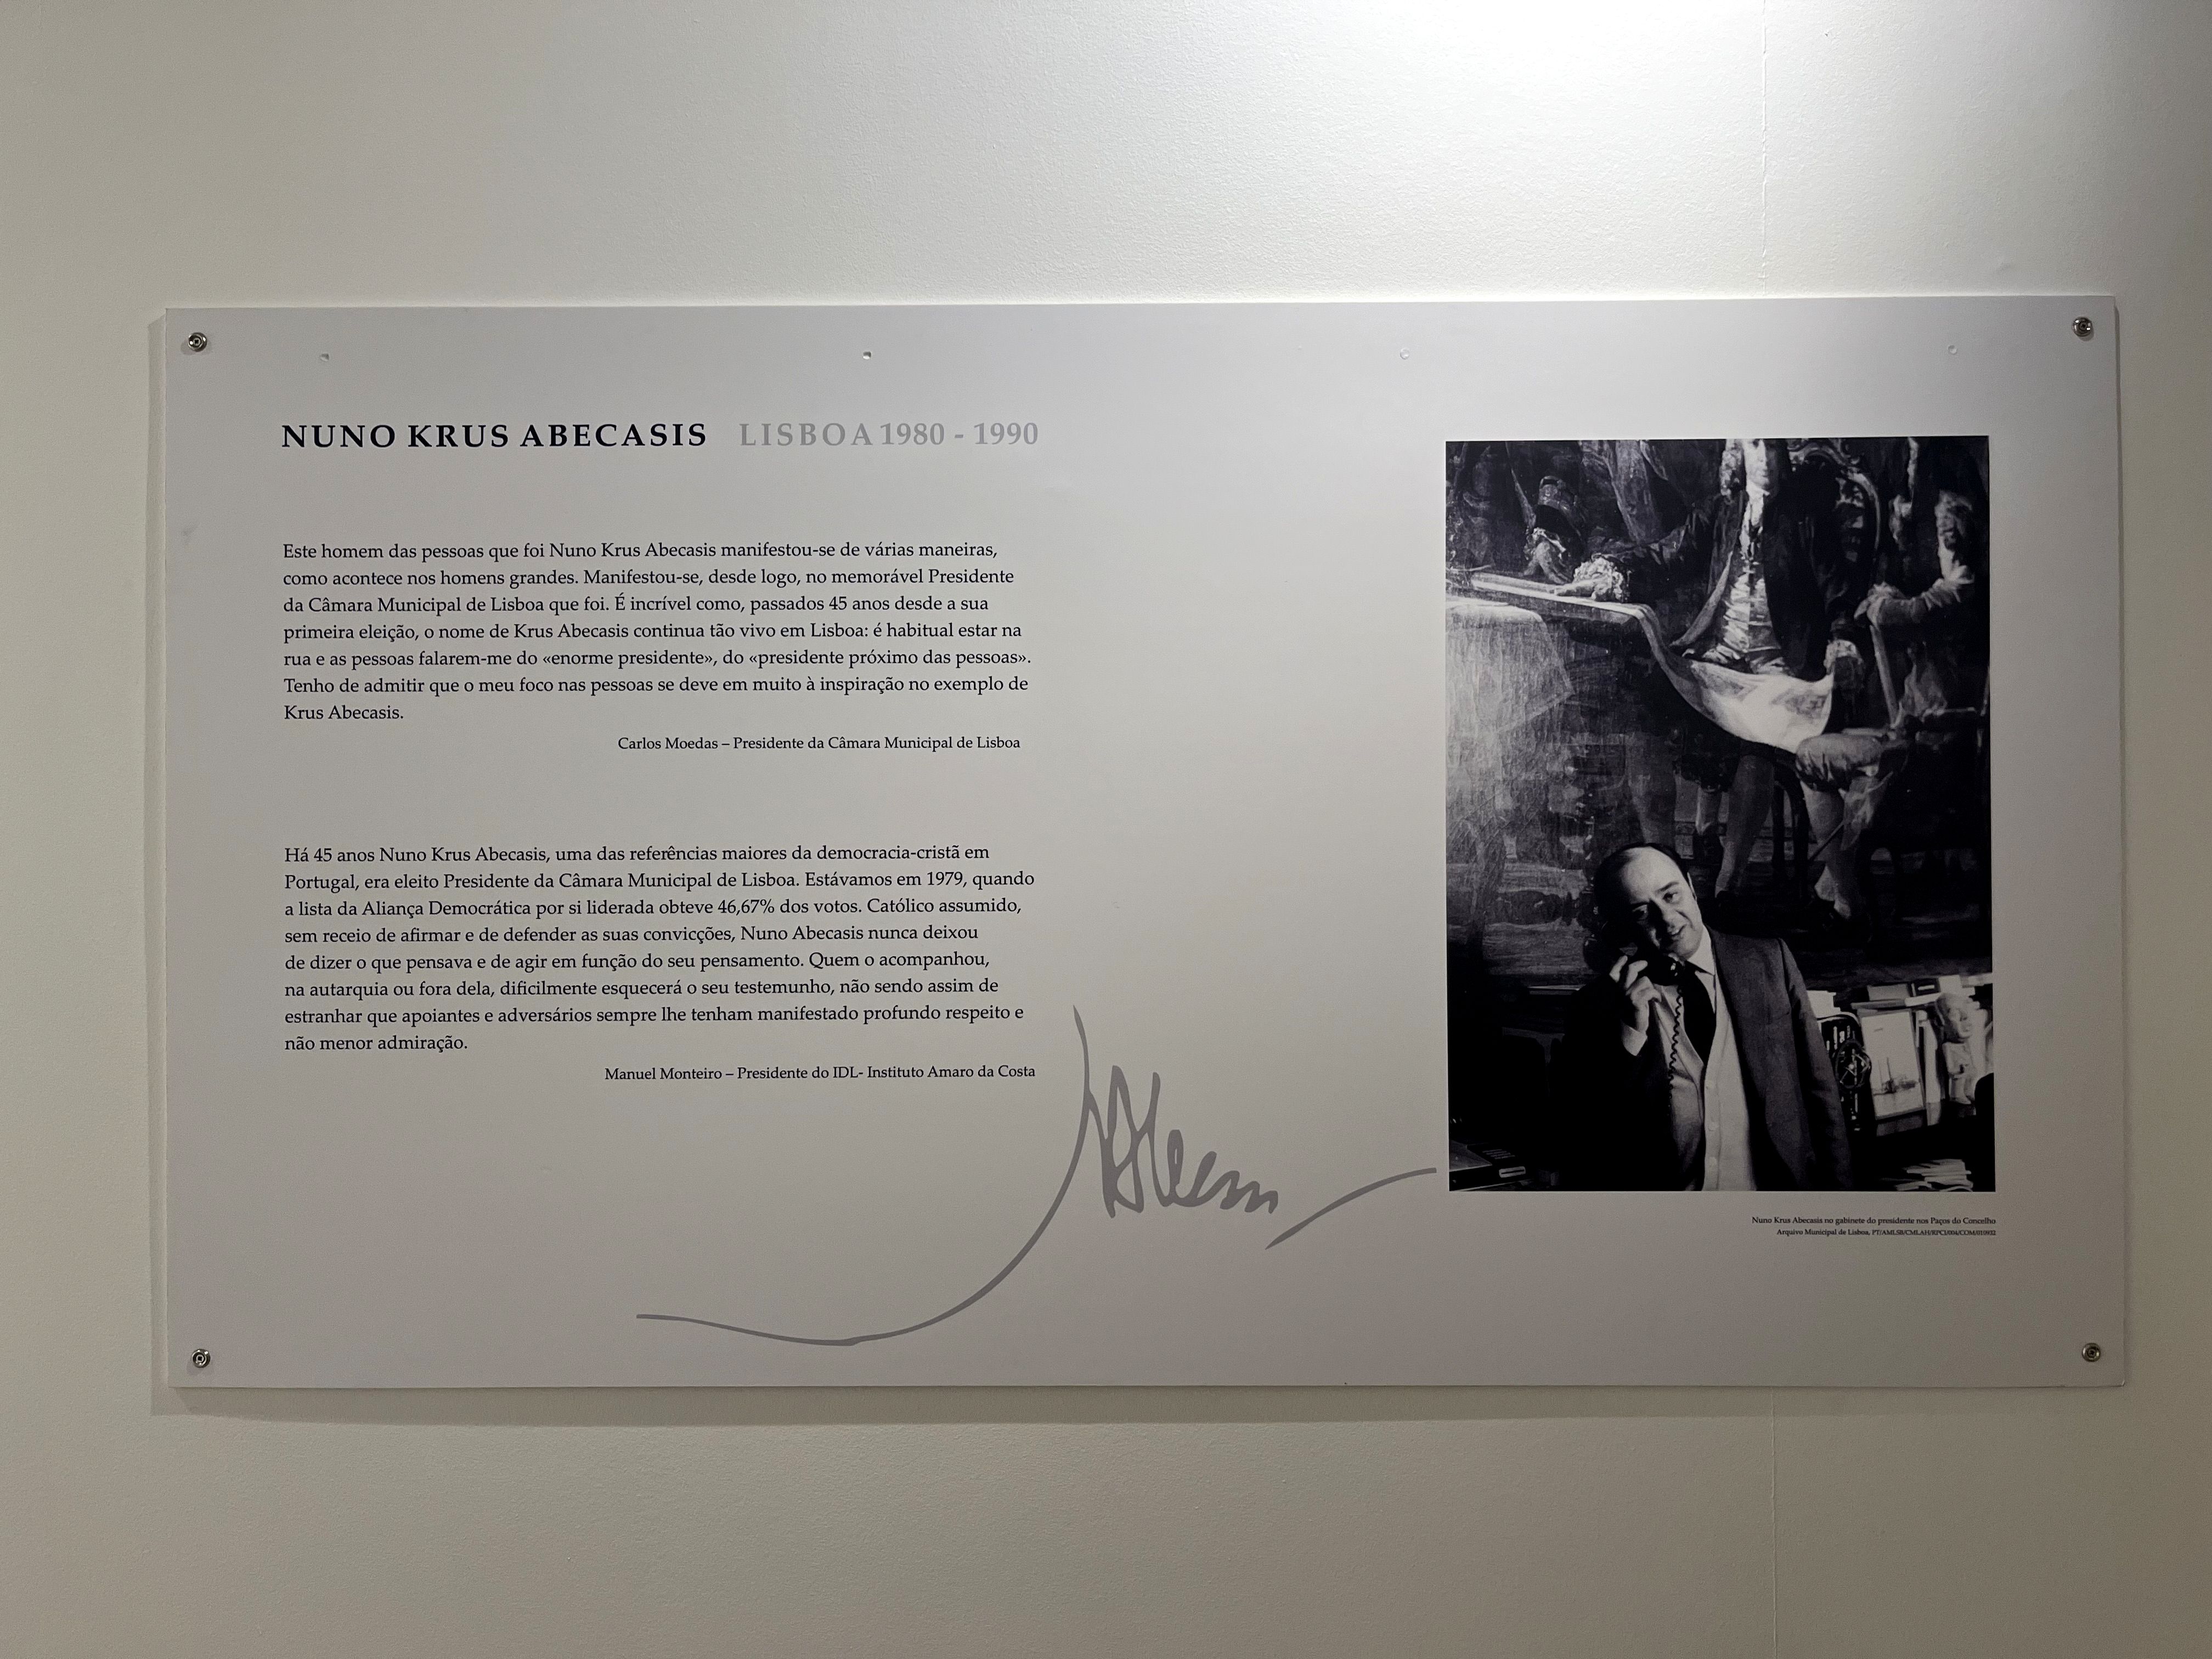 NUNO KRUS ABECASIS LISBOA 1980 - 1990
Este homem das pessoas que foi Nuno Krus Abecasis manifestou-se de várias maneiras,
como acontece nos homens grandes. Manifestou-se, desde logo, no memorável Presidente
da Câmara Municipal de Lisboa que foi. É incrível como, passados 45 anos desde a sua
primeira eleição, o nome de Krus Abecasis continua tão vivo em Lisboa: é habitual estar na
rua e as pessoas falarem-me do «enorme presidente», do «presidente próximo das pessoas».
Tenho de admitir que o meu foco nas pessoas se deve em muito à inspiração no exemplo de
Krus Abecasis.
Carlos Moedas – Presidente da Câmara Municipal de Lisboa
Há 45 anos Nuno Krus Abecasis, uma das referências maiores da democracia-cristã em
Portugal, era eleito Presidente da Câmara Municipal de Lisboa. Estávamos em 1979, quando
a lista da Aliança Democrática por si liderada obteve 46,67% dos votos. Católico assumido,
sem receio de afirmar e de defender as suas convicções, Nuno Abecasis nunca deixou
de dizer o que pensava e de agir em função do seu pensamento. Quem o acompanhou,
na autarquia ou fora dela, dificilmente esquecerá o seu testemunho, não sendo assim de
estranhar que apoiantes e adversários sempre lhe tenham manifestado profundo respeito e
não menor admiração.
Manuel Monteiro – Presidente do IDL- Instituto Amaro da Costa
Nuno Krus Abecasis no gabinete do presidente nos Paços do Concelho
Arquivo Municipal de Lisboa,